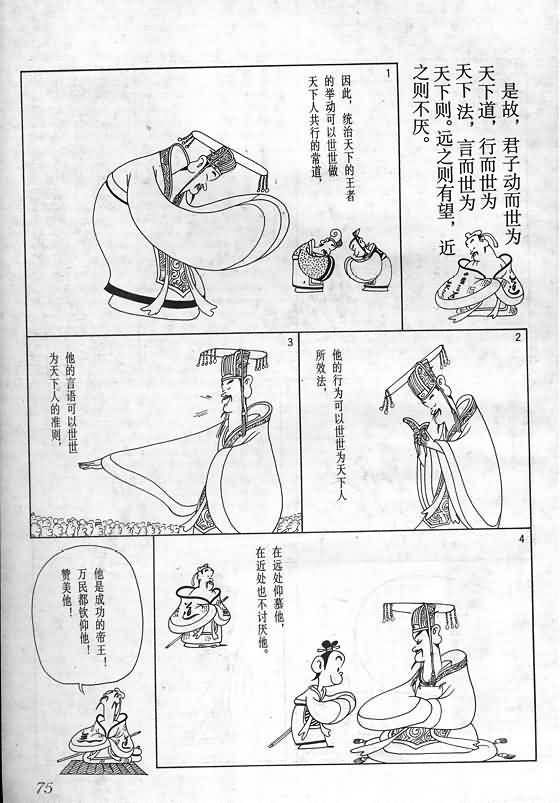 是故，君子动而世为
天下道，行而世为
天下法，言而世为
天下则。远之则有望，近
之则不厌。
1
因此，统治天下的王者
的举动可以世世做
天下人共行的常道，
2
他的行为可以世世为天下人
所效法，
3
他的言语可以世世
为天下人的准则，
4
在远处仰慕他，
在近处也不讨厌他。
道
他是成功的帝王！
万民都钦仰他！
赞美他！
75